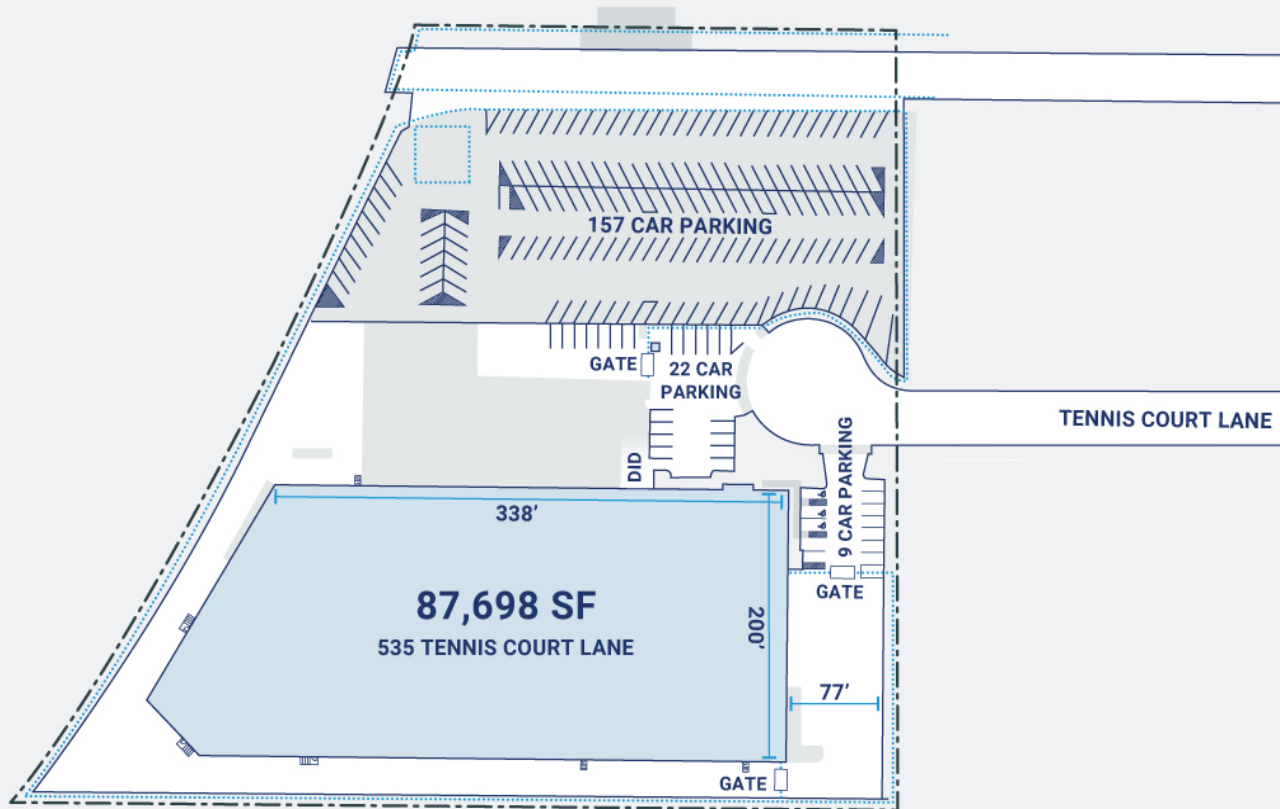 157 CAR PARKING
GATE
22 CAR
PARKING
TENNIS COURT LANE
9 CAR PARKING
DID
338’
87,698 SF
535 TENNIS COURT LANE
200’
GATE
77’
GATE